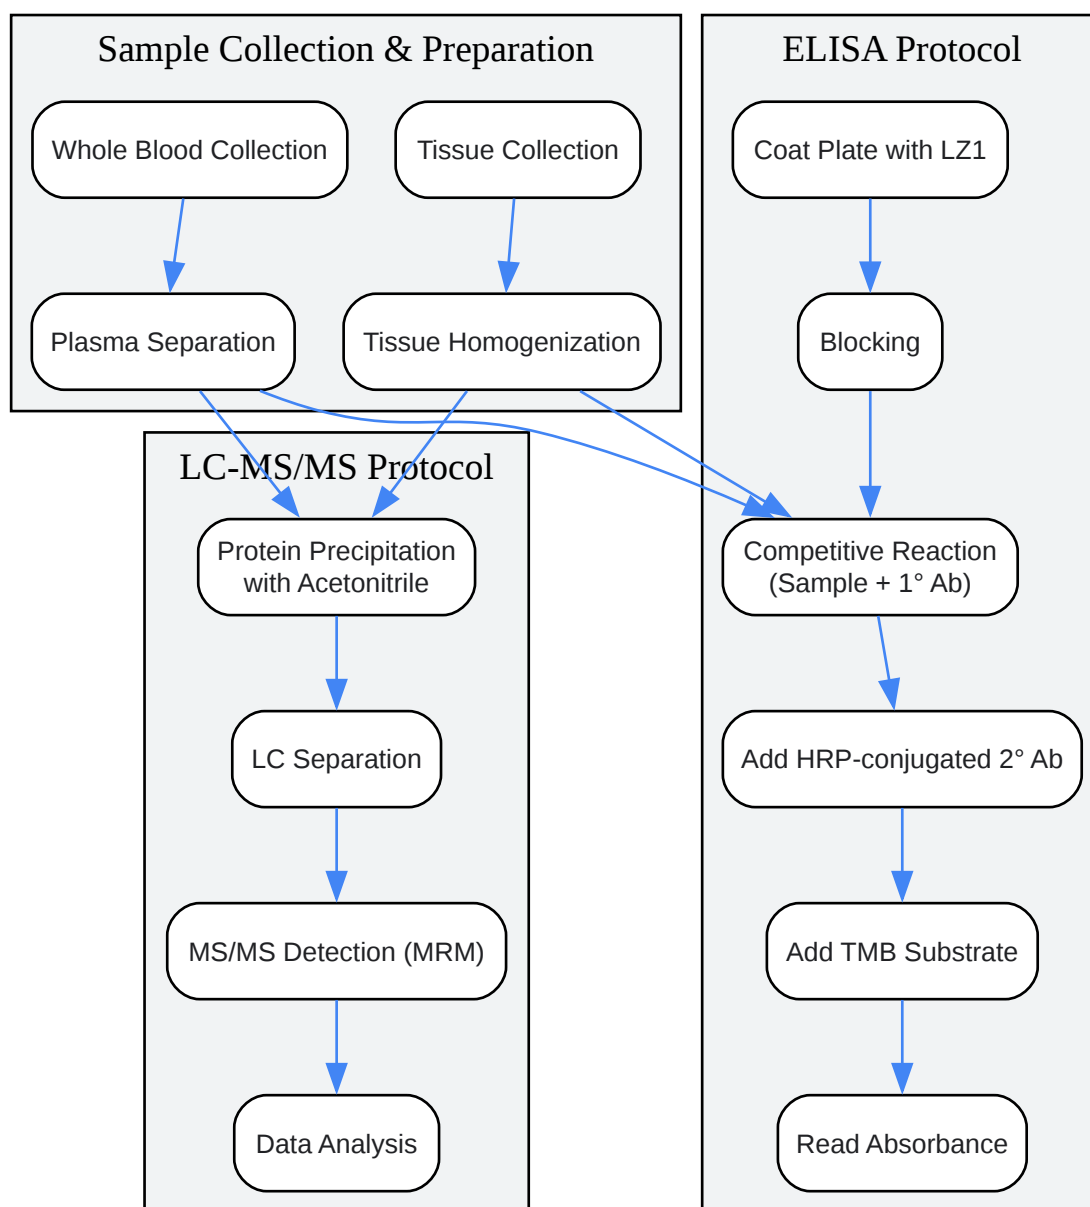 Sample Collection & Preparation
Whole Blood Collection
Tissue Collection
Plasma Separation
Tissue Homogenization
LC-MS/MS Protocol
Protein Precipitation
with Acetonitrile
LC Separation
MS/MS Detection (MRM)
Data Analysis
ELISA Protocol
Coat Plate with LZ1
Blocking
Competitive Reaction
(Sample + 1° Ab)
Add HRP-conjugated 2° Ab
Add TMB Substrate
Read Absorbance